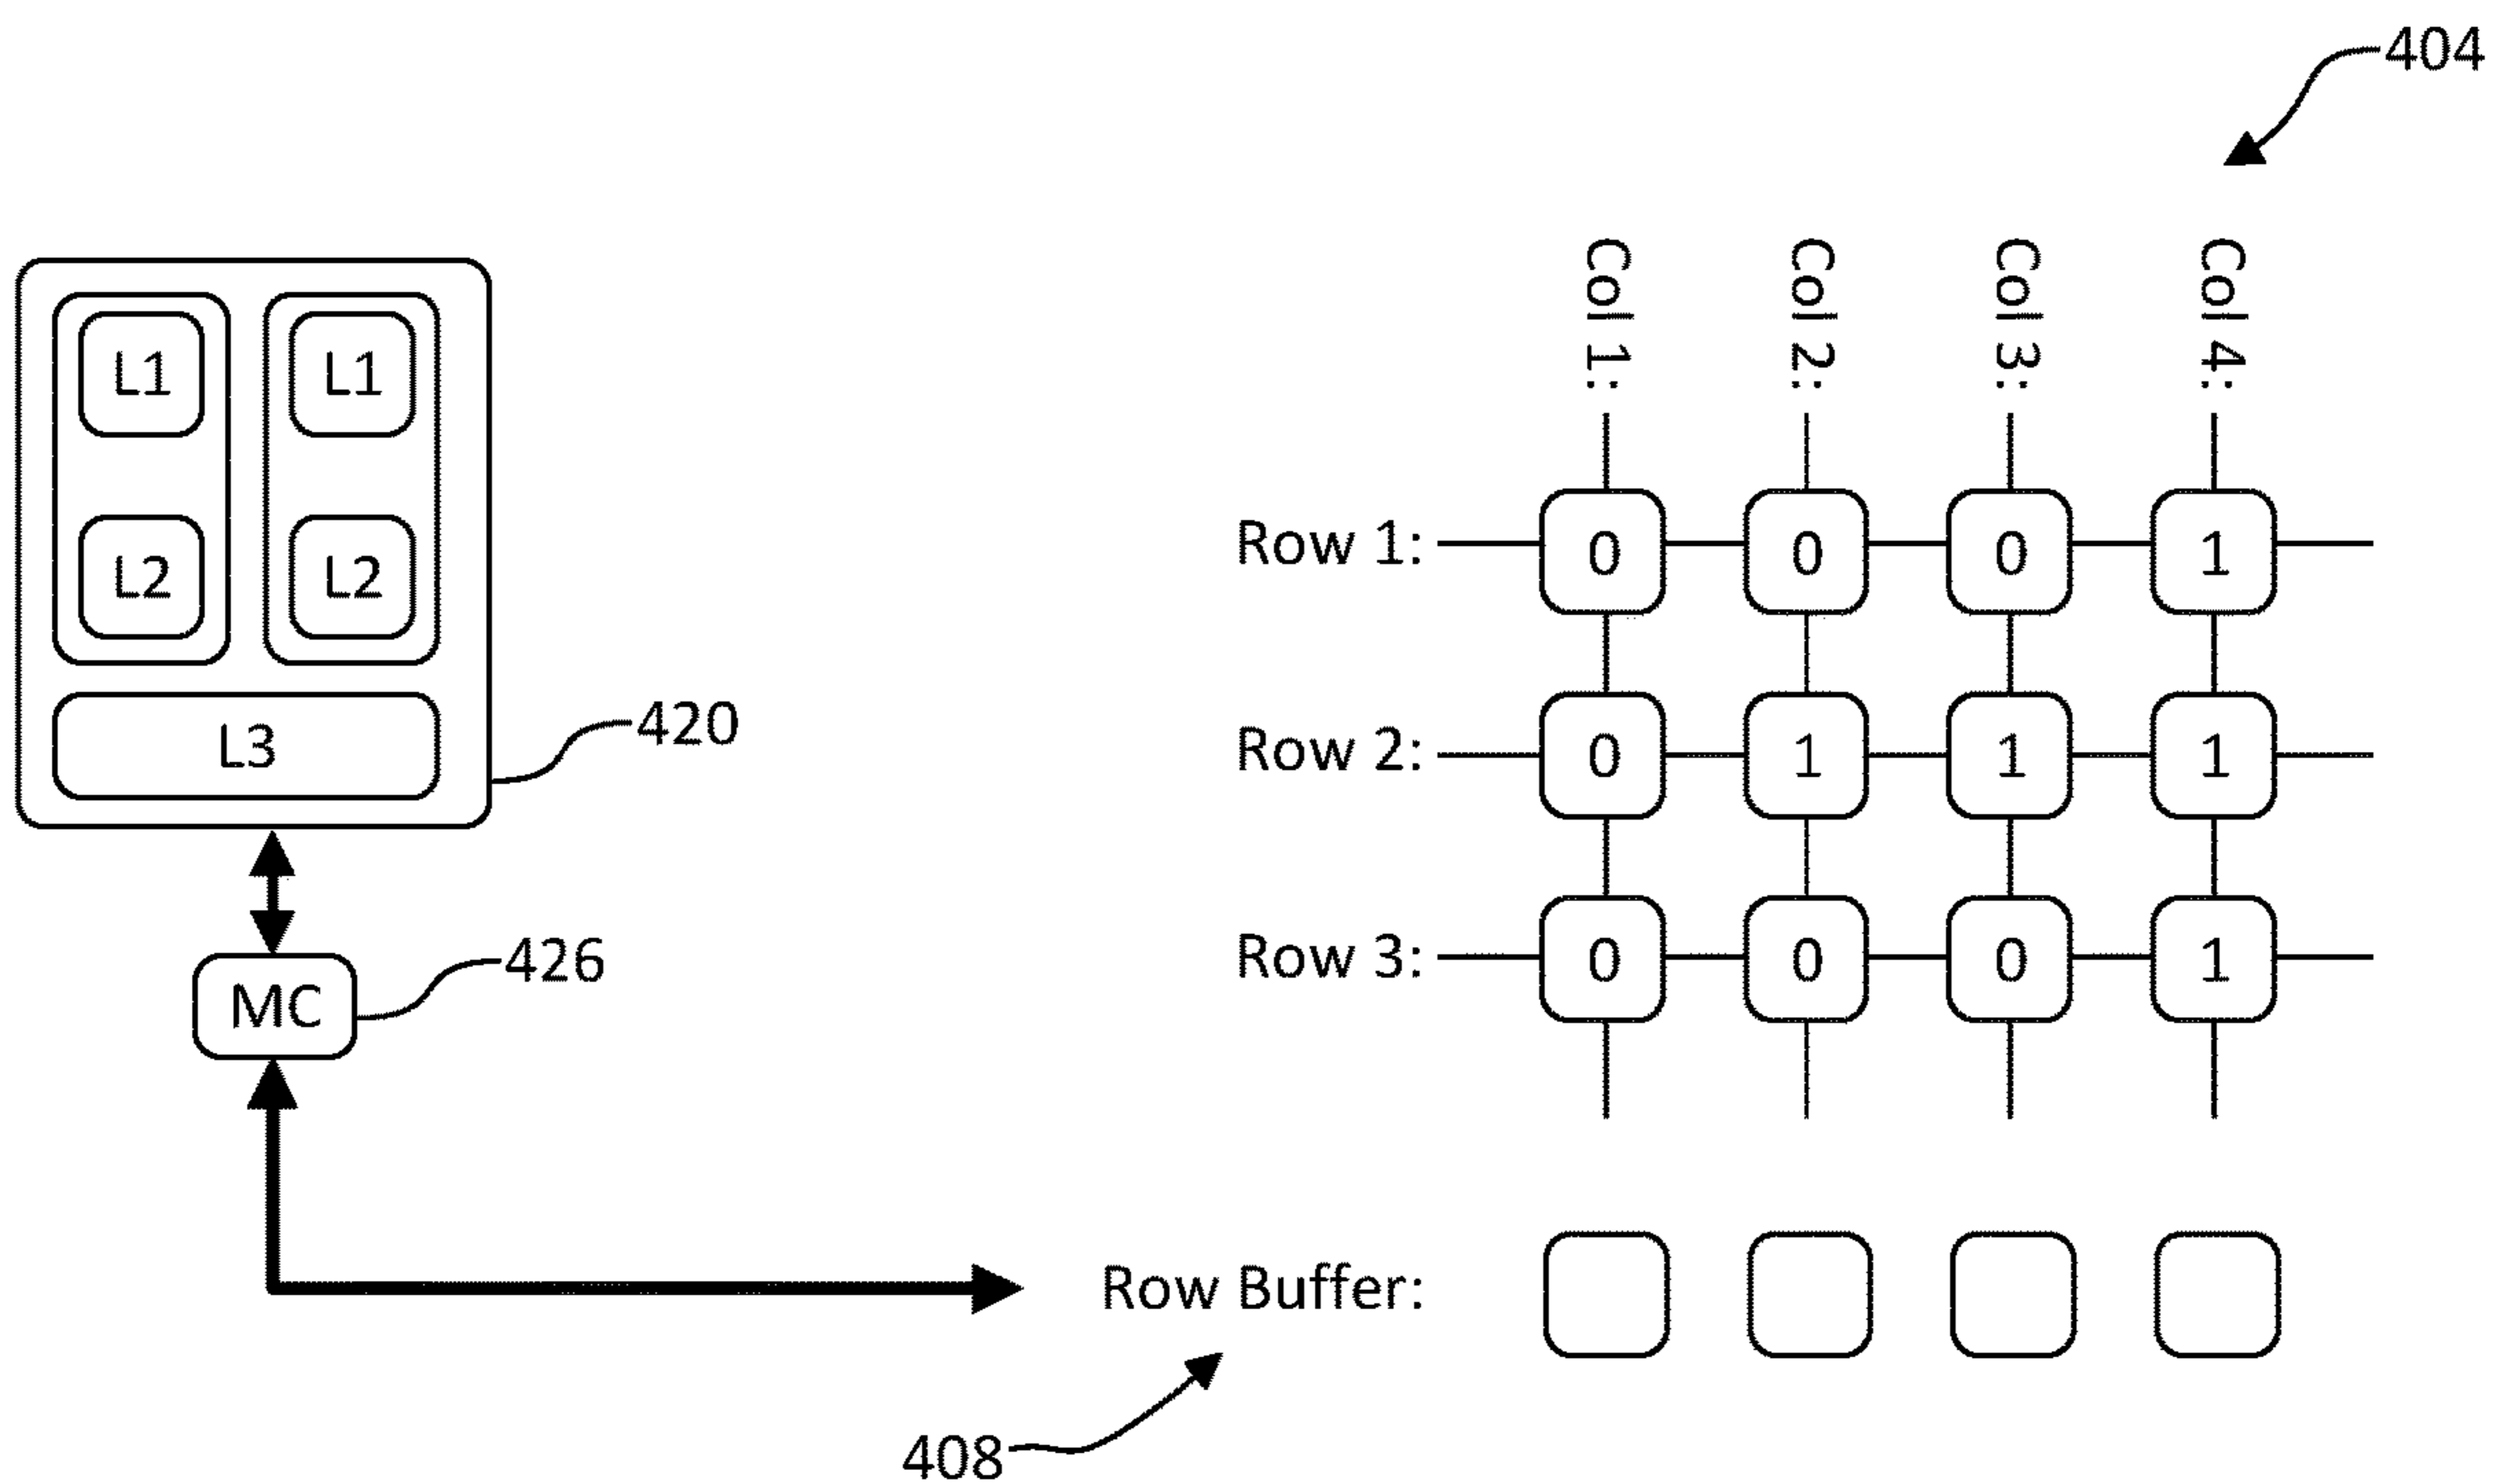 404
Col 1:
Col 2:
Col 3:
Col 4:
L1 L1
L2 L2
L3
420
MC
426
Row 1: 0 0 0 1
Row 2: 0 1 1 1
Row 3: 0 0 0 1
Row Buffer:
408